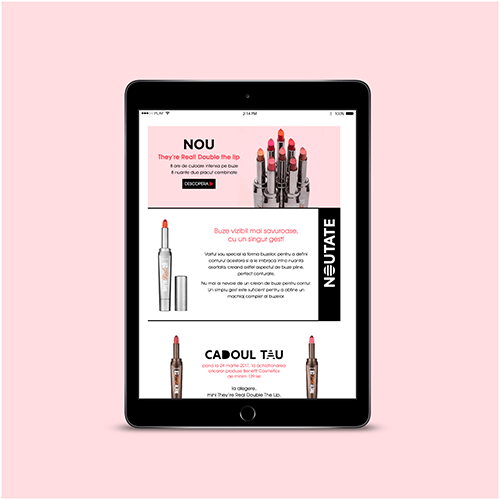 2:14 PM
100%
NOU
They're Real! Double the lip
8 ore de culoare intensa pe buze
8 nuante duo placut combinate
DESCOPERA
Buze vizibil mai savuroase,
cu un singur gest!
Varful sau special ia forma buzelor, pentru a defini
conturul acestora si a le imbraca intr-o nuanta
asortata, creand astfel aspectul de buze pline,
perfect conturate.
Nu mai ai nevoie de un creion de buze pentru contur.
Un simplu gest este suficient pentru a obtine un
machiaj complet al buzelor.
NOUTATE
CADOUL TAU
pana la 24 martie 2017, la achizitionarea
oricaror produse Benefit Cosmetics
de minim 139 lei
la alegere,
mini They're Real Double The Lip.